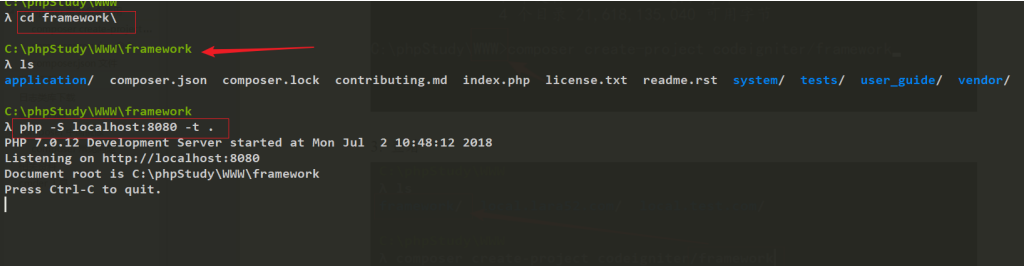 C:\phpStudy\WWW
λ cd framework\
C:\phpStudy\WWW\framework
λ ls
application/ composer.json composer.lock contributing.md index.php license.txt readme.rst system/ tests/ user_guide/ vendor/
C:\phpStudy\WWW\framework
λ php -S localhost:8080 -t .
PHP 7.0.12 Development Server started at Mon Jul  2 10:48:12 2018
Listening on http://localhost:8080
Document root is C:\phpStudy\WWW\framework
Press Ctrl-C to quit.